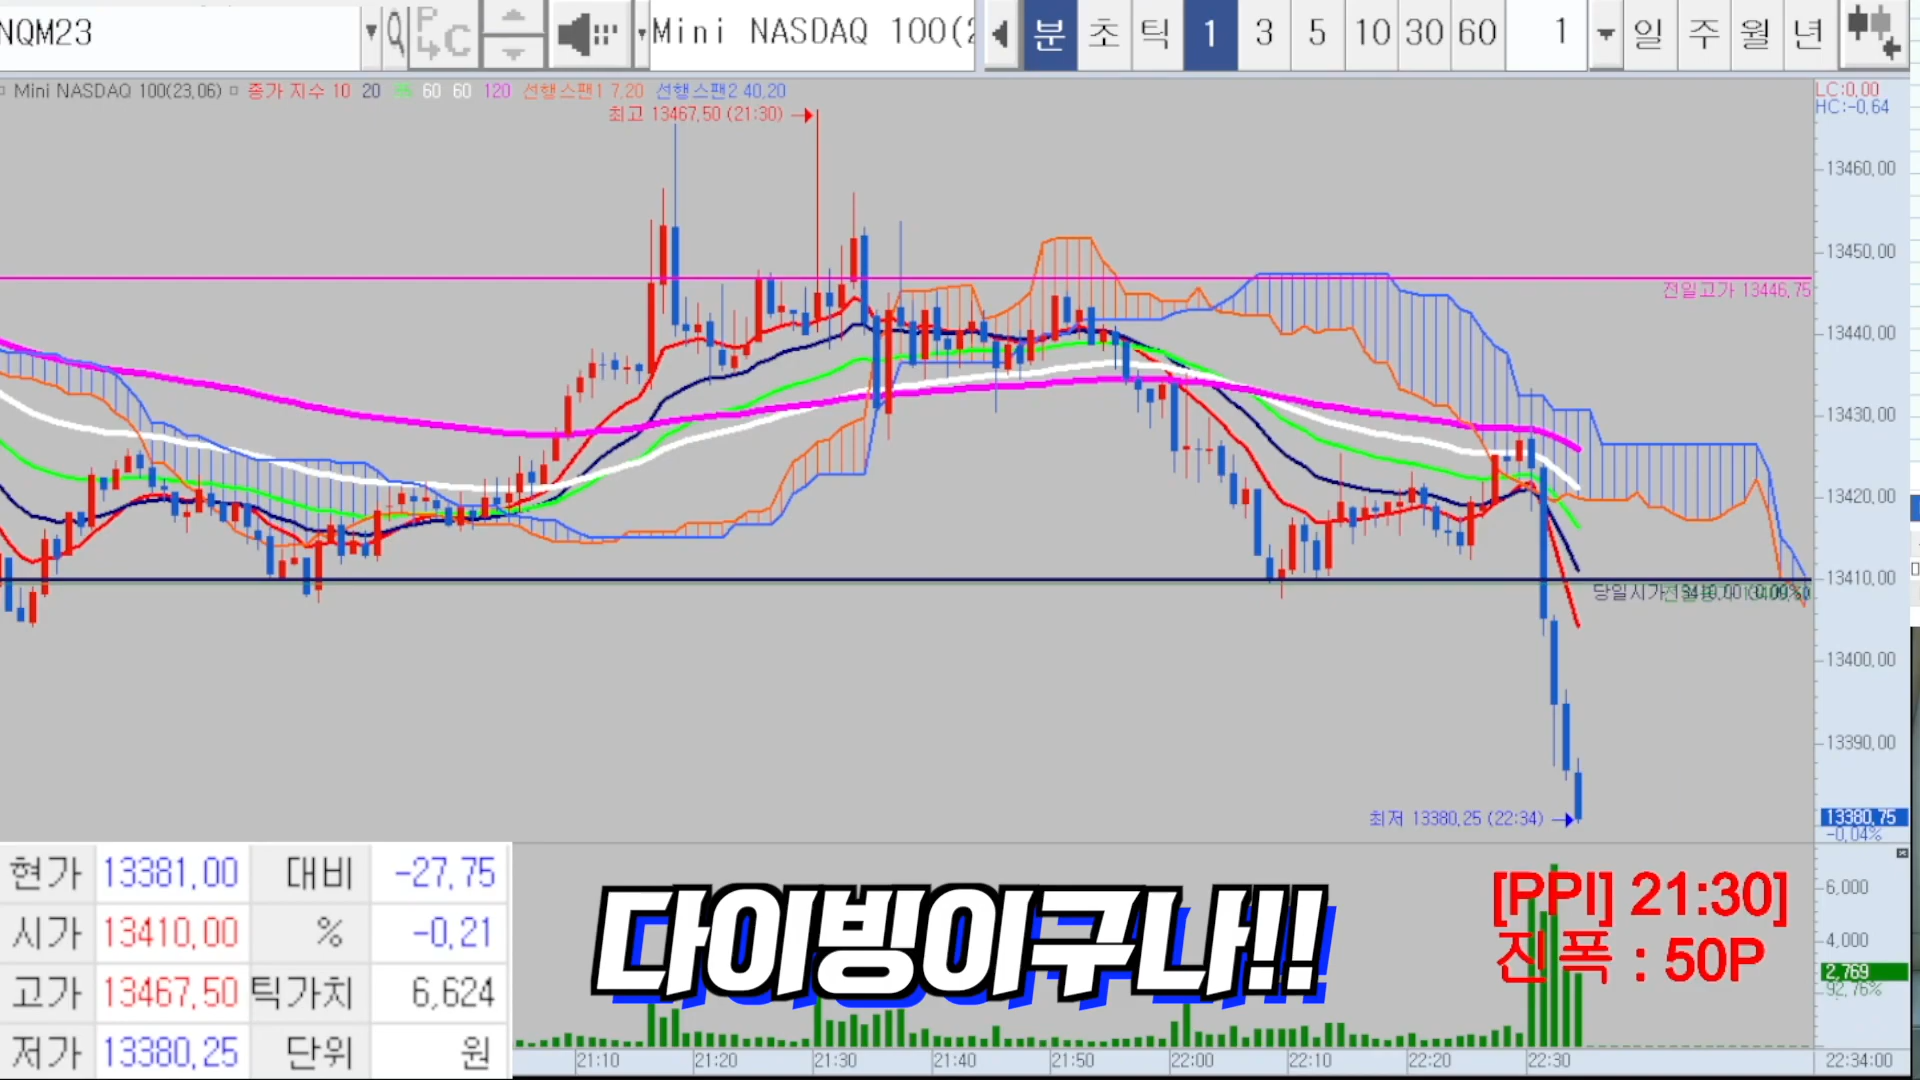 NQM23
Mini NASDAQ 100(2
분 초 틱 1 3 5 10 30 60 1 일 주 월 년
Mini NASDAQ 100(23,06) 종가 지수 10 20 60 60 120 선행스팬1 7,20 선행스팬2 40,20
LC:0,00
HC:-0,64
최고 13467,50 (21:30)
13460,00
13450,00
전일고가 13446,75
13440,00
13430,00
13420,00
13410,00
당일시가
13400,00
13390,00
최저 13380,25 (22:34)
13380,75
-0,04%
현가 13381,00 대비 -27,75
시가 13410,00 % -0,21
고가 13467,50 틱가치 6,624
저가 13380,25 단위 원
다이빙이구나!!
[PPI] 21:30]
진폭 : 50P
6,000
4,000
2,769
92,76%
21:10 21:20 21:30 21:40 21:50 22:00 22:10 22:20 22:30 22:34:00